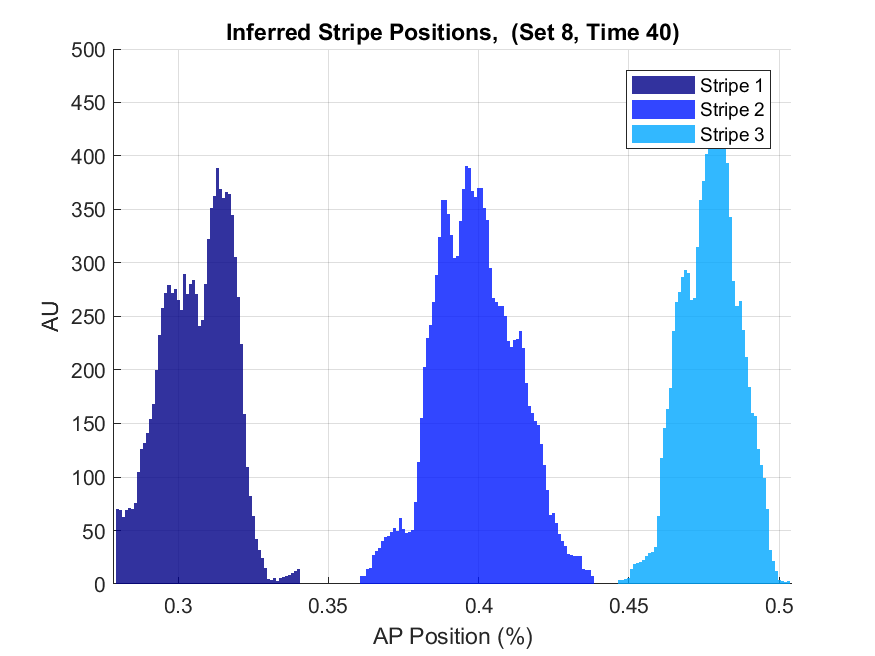 Inferred Stripe Positions,  (Set 8, Time 40)
500
450
400
350
300
250
200
150
100
50
0
AU
Stripe 1
Stripe 2
Stripe 3
0.3
0.35
0.4
0.45
0.5
AP Position (%)